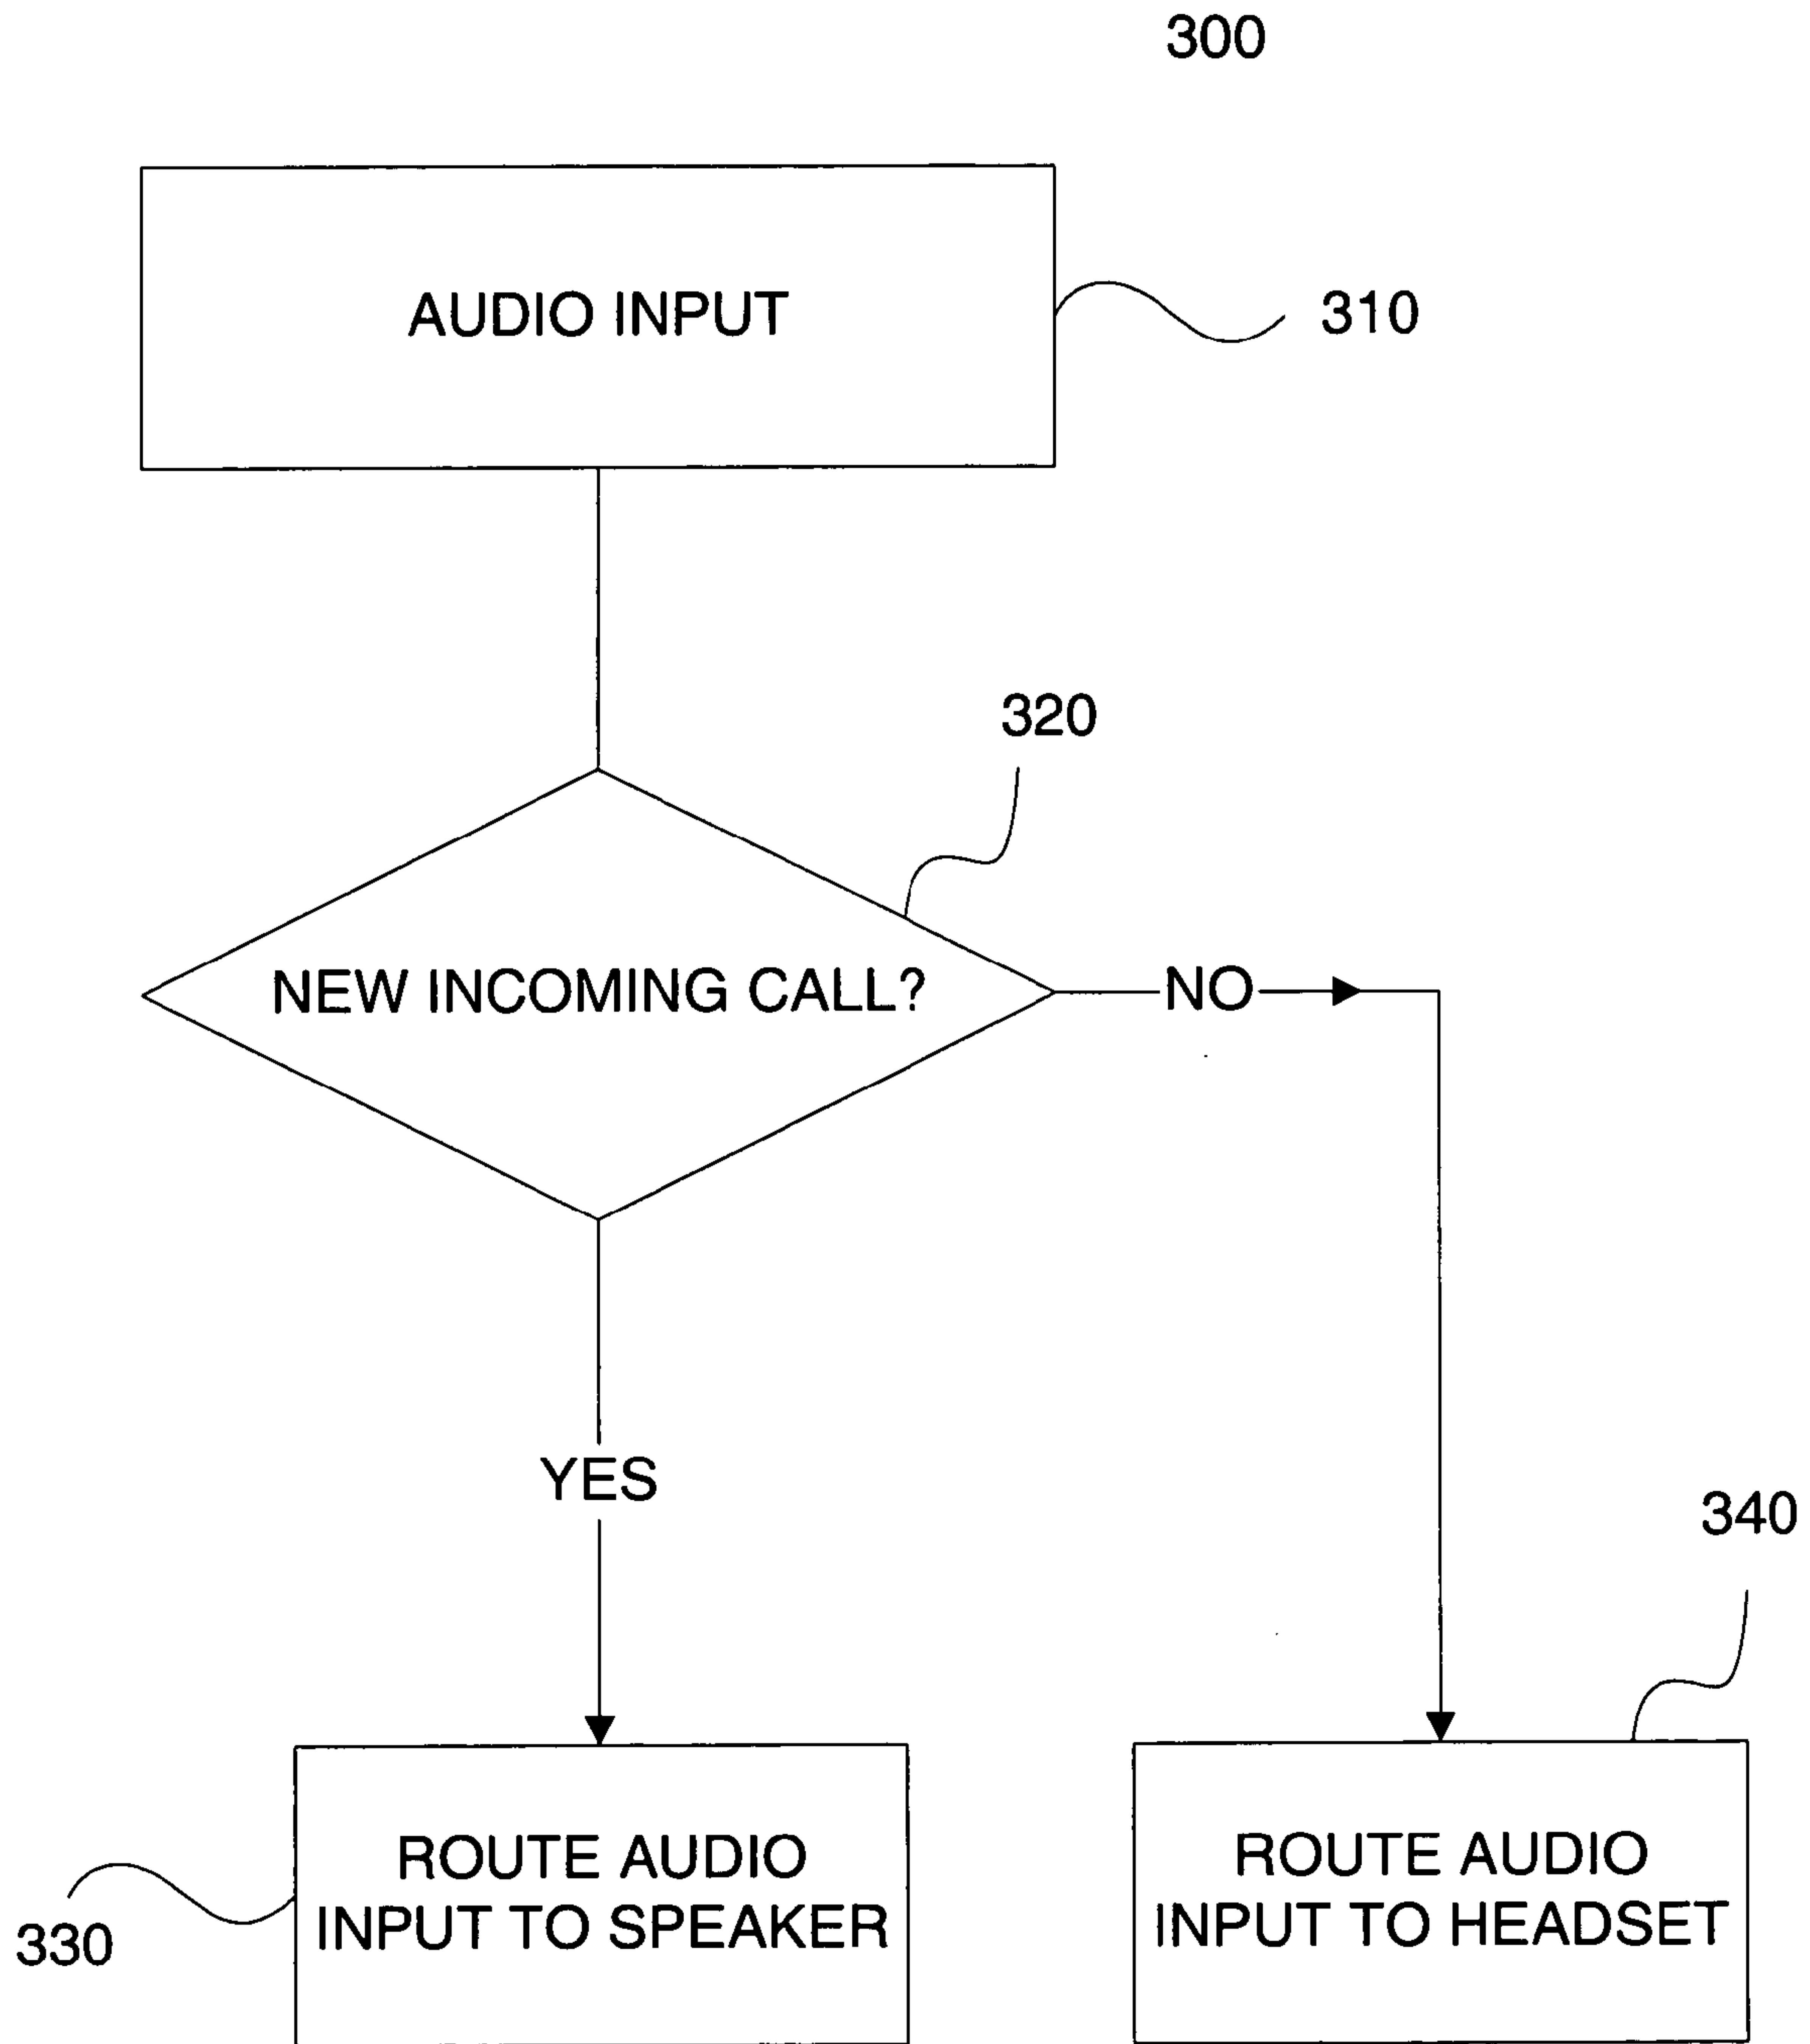 300
AUDIO INPUT
310
320
NEW INCOMING CALL?
NO
YES
340
ROUTE AUDIO
INPUT TO SPEAKER
330
ROUTE AUDIO
INPUT TO HEADSET